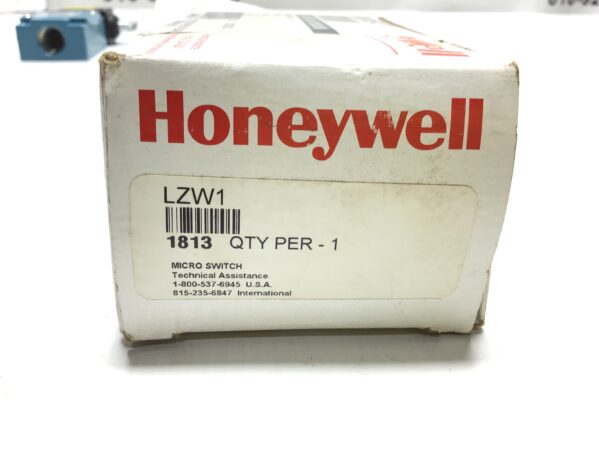 Honeywell
LZW1
1813 QTY PER - 1
MICRO SWITCH
Technical Assistance
1-800-537-6945 U.S.A.
815-235-6847 International